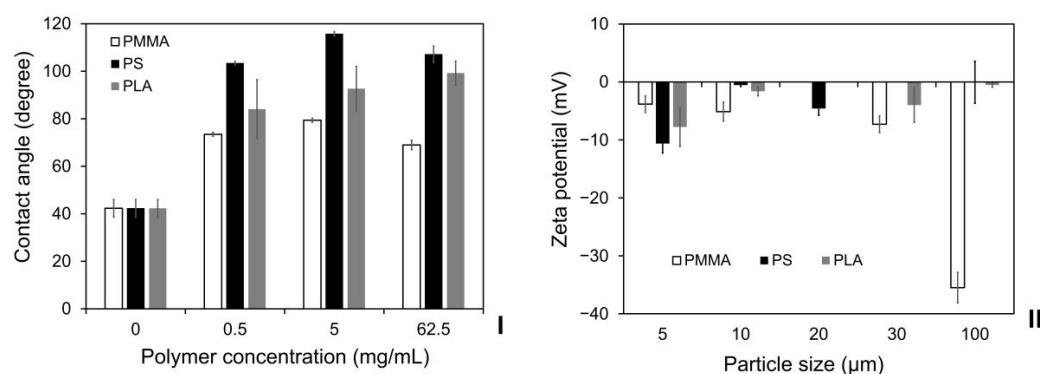 120
100
80
60
40
20
0
Contact angle (degree)
PMMA
PS
PLA
0 0.5 5 62.5
Polymer concentration (mg/mL)
I
10
0
−10
−20
−30
−40
Zeta potential (mV)
PMMA PS PLA
5 10 20 30 100
Particle size (μm)
II